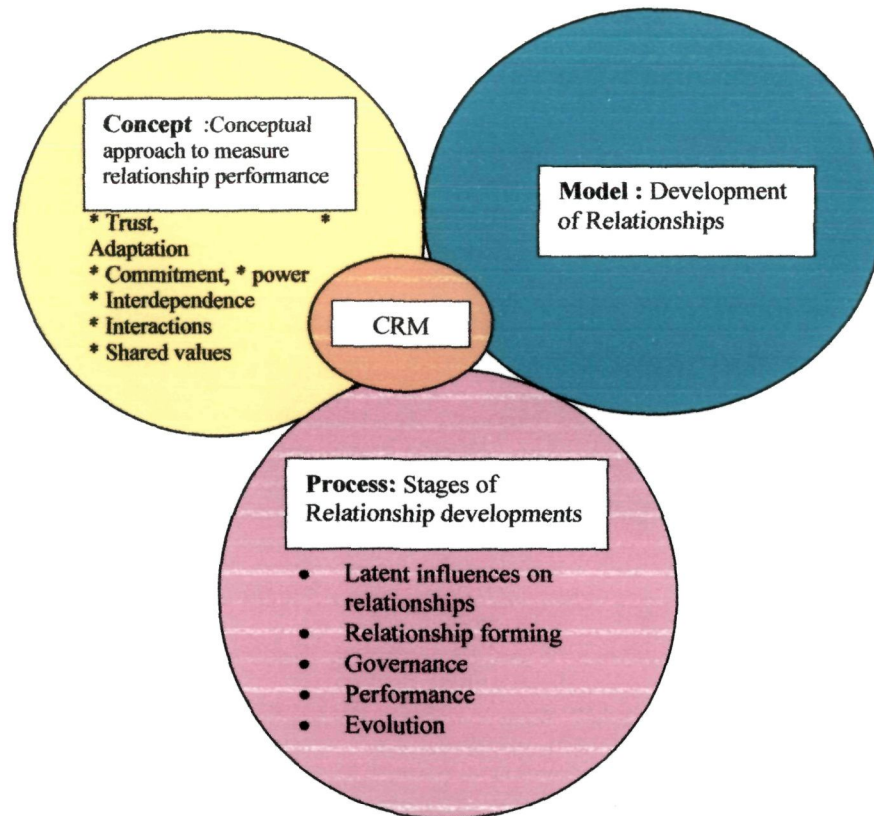 Concept :Conceptual
approach to measure
relationship performance
* Trust, *
Adaptation
* Commitment, * power
* Interdependence
* Interactions
* Shared values
Model : Development
of Relationships
CRM
Process: Stages of
Relationship developments
• Latent influences on
relationships
• Relationship forming
• Governance
• Performance
• Evolution